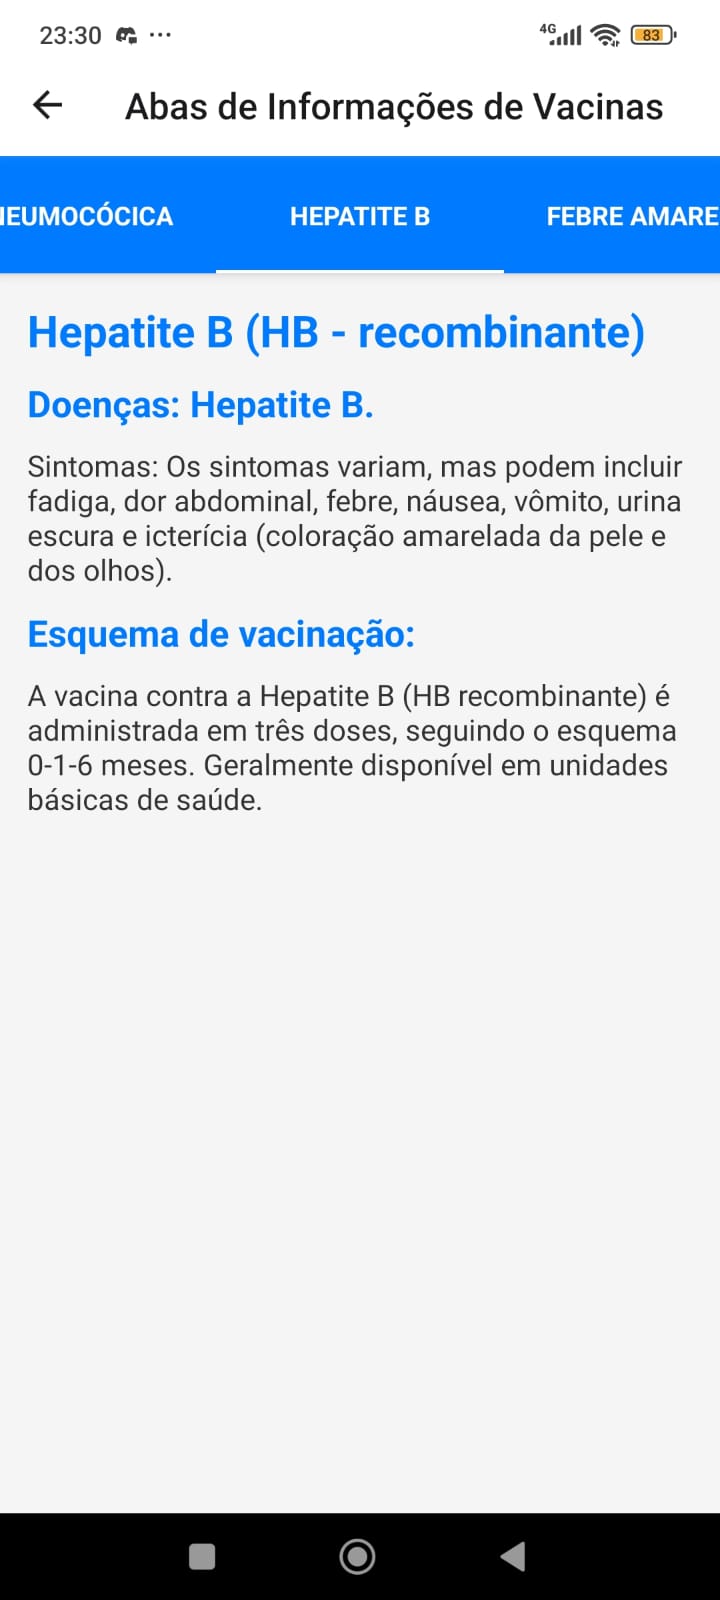 23:30
4G
83
Abas de Informações de Vacinas
NEUMOCÓCICA
HEPATITE B
FEBRE AMARE
Hepatite B (HB - recombinante)
Doenças: Hepatite B.
Sintomas: Os sintomas variam, mas podem incluir
fadiga, dor abdominal, febre, náusea, vômito, urina
escura e icterícia (coloração amarelada da pele e
dos olhos).
Esquema de vacinação:
A vacina contra a Hepatite B (HB recombinante) é
administrada em três doses, seguindo o esquema
0-1-6 meses. Geralmente disponível em unidades
básicas de saúde.